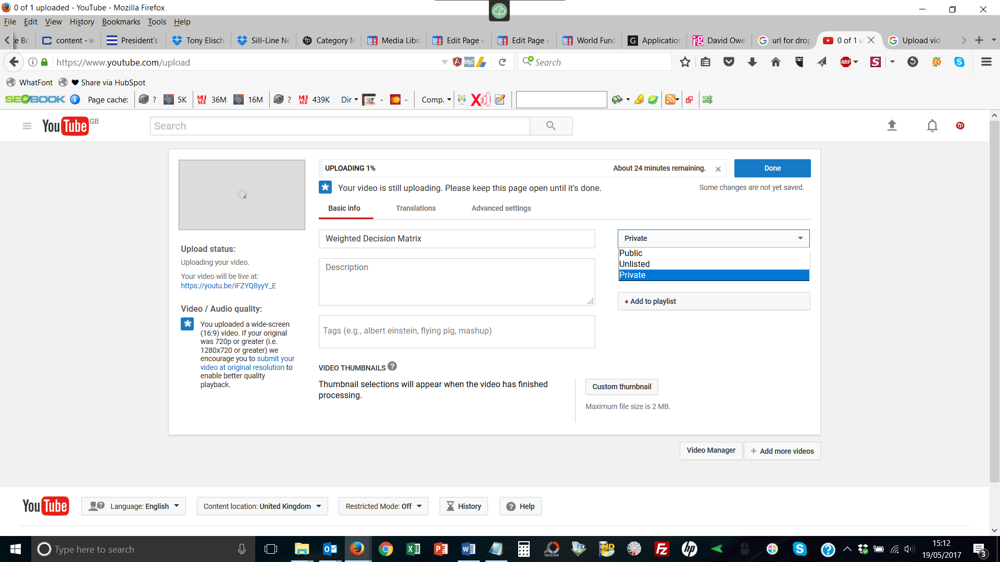 0 of 1 uploaded - YouTube - Mozilla Firefox
File Edit View History Bookmarks Tools Help
content - President's Tony Elisch Sill-Line Ne Category Media Libr Edit Page Edit Page World Fund Application David Owe url for drop 0 of 1 u Upload vid
https://www.youtube.com/upload Search
WhatFont Share via HubSpot
SEOBOOK Page cache: ? 5K 36M 16M ? 439K Dir - - Comp.
YouTube GB Search
UPLOADING 1% About 24 minutes remaining. Done
Your video is still uploading. Please keep this page open until it's done. Some changes are not yet saved.
Basic info Translations Advanced settings
Weighted Decision Matrix Private
Public
Unlisted
Private
Description
+ Add to playlist
Tags (e.g., albert einstein, flying pig, mashup)
Upload status:
Uploading your video.
Your video will be live at:
https://youtu.be/iFZYQ8yyY_E
Video / Audio quality:
You uploaded a wide-screen
(16:9) video. If your original
was 720p or greater (i.e.
1280x720 or greater) we
encourage you to submit your
video at original resolution to
enable better quality
playback.
VIDEO THUMBNAILS ?
Thumbnail selections will appear when the video has finished
processing.
Custom thumbnail
Maximum file size is 2 MB.
Video Manager + Add more videos
YouTube Language: English Content location: United Kingdom Restricted Mode: Off History Help
Type here to search
15:12
19/05/2017
3